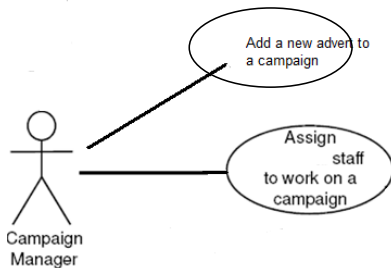 Add a new advert to
a campaign
Assign
staff
to work on a
campaign
Campaign
Manager